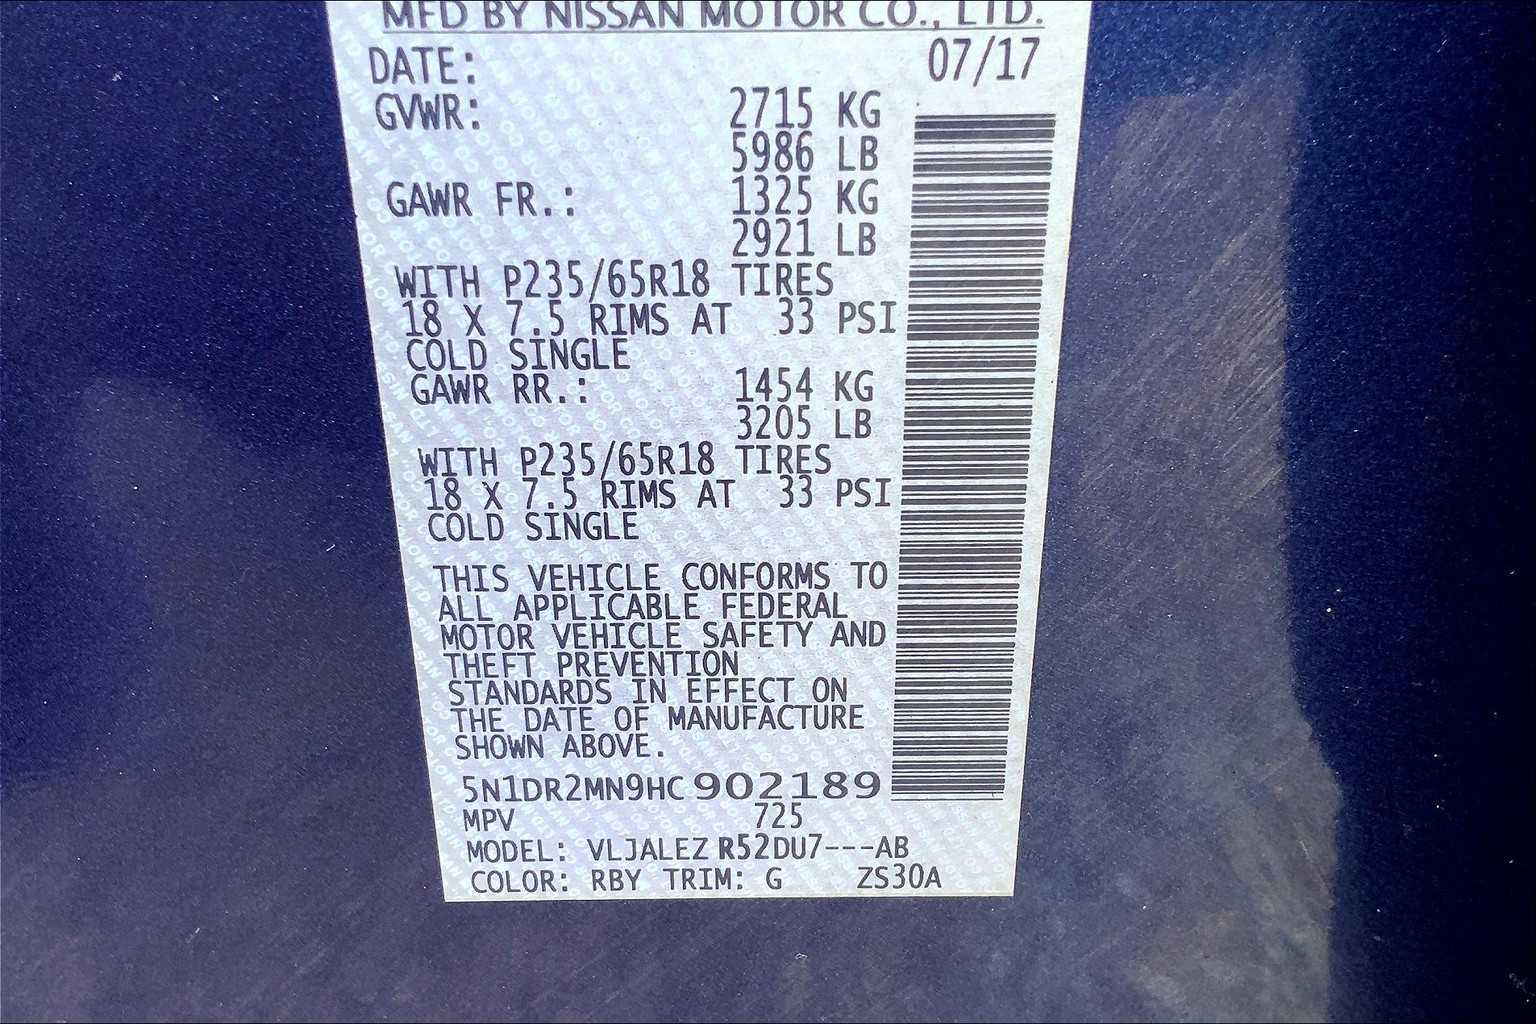 MFD BY NISSAN MOTOR CO., LTD.
DATE: 07/17
GVWR: 2715 KG
5986 LB
GAWR FR.: 1325 KG
2921 LB
WITH P235/65R18 TIRES
18 X 7.5 RIMS AT 33 PSI
COLD SINGLE
GAWR RR.: 1454 KG
3205 LB
WITH P235/65R18 TIRES
18 X 7.5 RIMS AT 33 PSI
COLD SINGLE
THIS VEHICLE CONFORMS TO
ALL APPLICABLE FEDERAL
MOTOR VEHICLE SAFETY AND
THEFT PREVENTION
STANDARDS IN EFFECT ON
THE DATE OF MANUFACTURE
SHOWN ABOVE.
5N1DR2MN9HC902189
MPV 725
MODEL: VLJALEZ R52DU7---AB
COLOR: RBY TRIM: G ZS30A